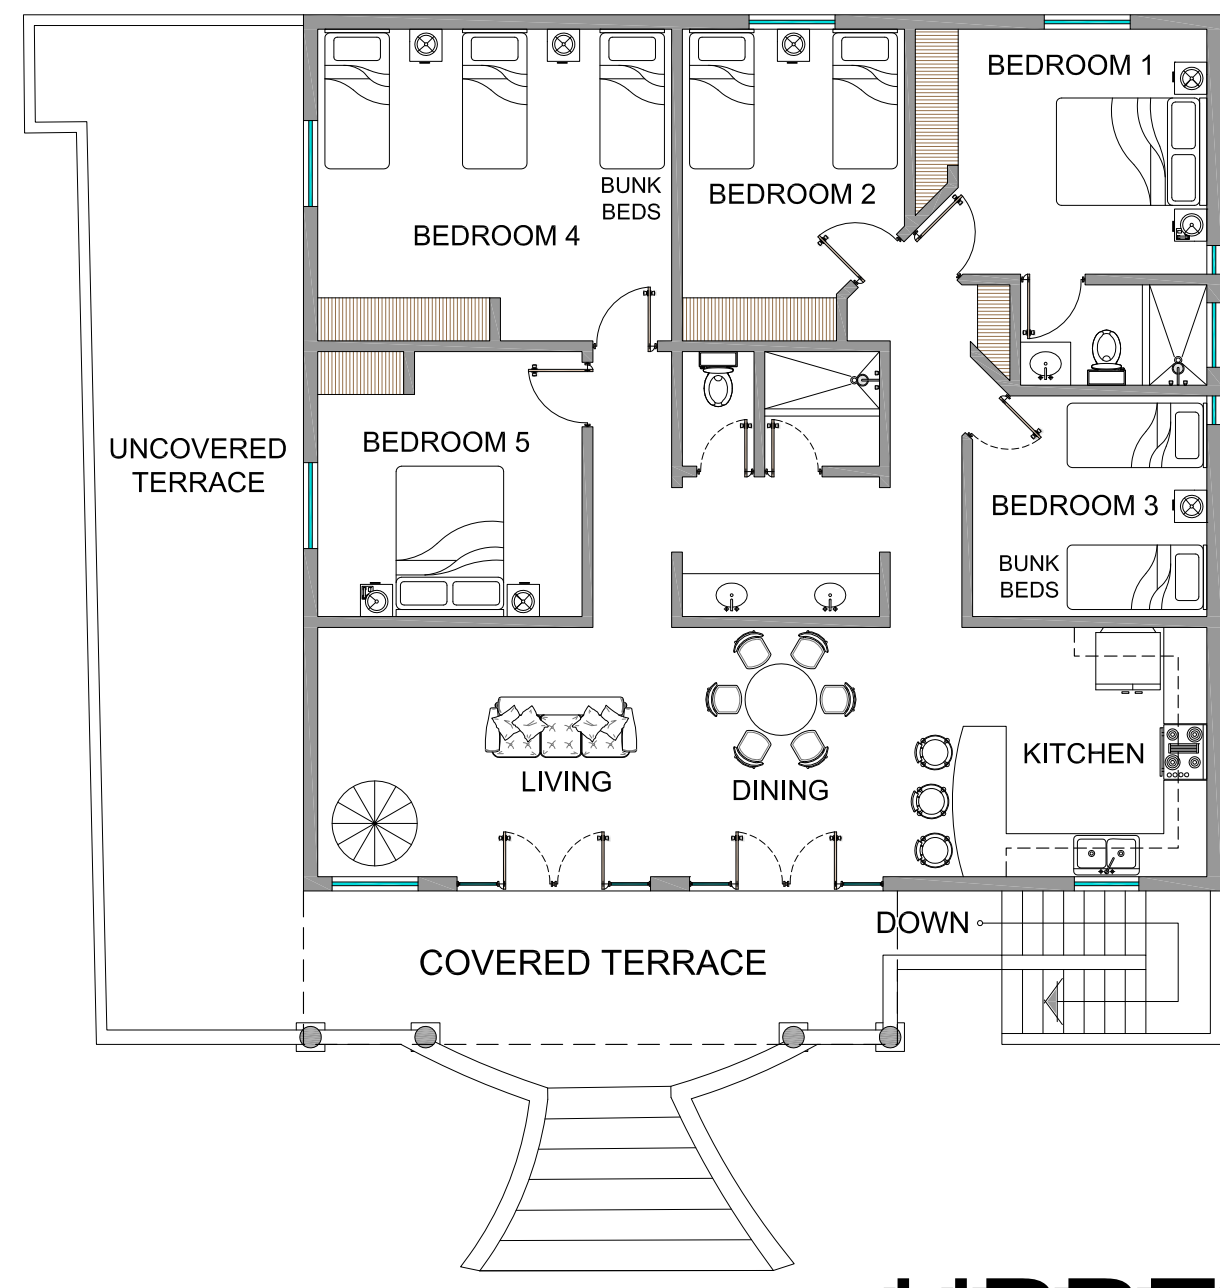 BEDROOM 1
BUNK
BEDS
BEDROOM 2
BEDROOM 4
UNCOVERED
TERRACE
BEDROOM 5
BEDROOM 3
BUNK
BEDS
KITCHEN
LIVING
DINING
DOWN
COVERED TERRACE